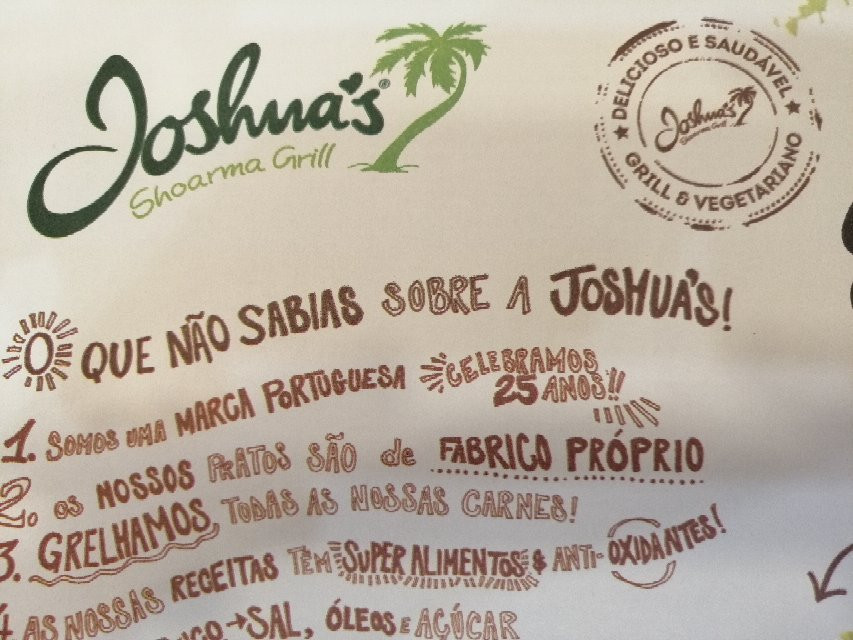 Joshua's®
Shoarma Grill
DELICIOSO E SAUDÁVEL
Joshua's
Shoarma Grill
GRILL & VEGETARIANO
O QUE NÃO SABIAS SOBRE A JOSHUA'S!
1. SOMOS UMA MARCA PORTUGUESA CELEBRAMOS
25 ANOS!!
2. OS NOSSOS PRATOS SÃO de FABRICO PRÓPRIO
3. GRELHAMOS TODAS AS NOSSAS CARNES!
4. AS NOSSAS RECEITAS TÊM SUPER ALIMENTOS & ANTI-OXIDANTES!
SAL, ÓLEOS E AÇÚCAR